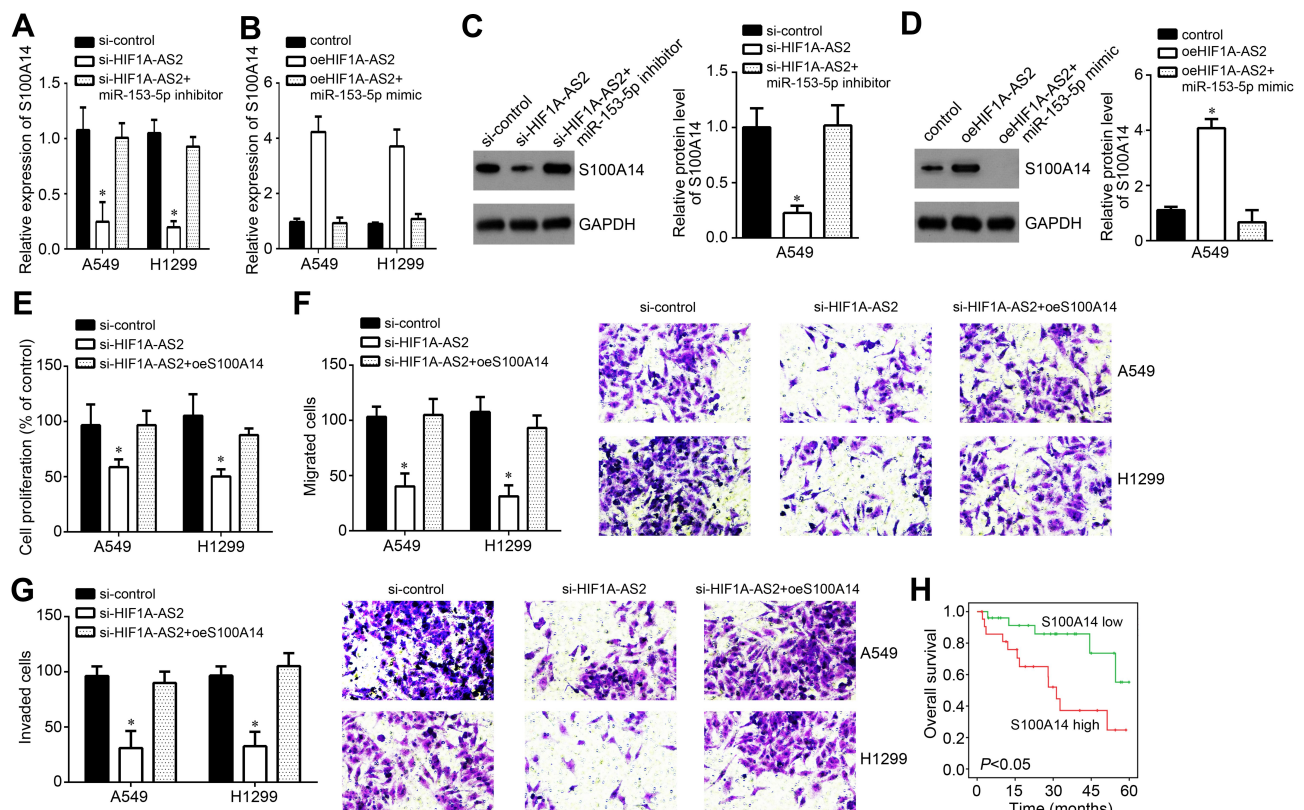 A
si-control
si-HIF1A-AS2
si-HIF1A-AS2+
miR-153-5p inhibitor
Relative expression of S100A14
1.5
1.0
0.5
0.0
*
*
A549
H1299
B
control
oeHIF1A-AS2
oeHIF1A-AS2+
miR-153-5p mimic
Relative expression of S100A14
6
4
2
0
A549
H1299
C
si-control
si-HIF1A-AS2
si-HIF1A-AS2+
miR-153-5p inhibitor
S100A14
GAPDH
si-control
si-HIF1A-AS2
si-HIF1A-AS2+
miR-153-5p inhibitor
Relative protein level
of S100A14
1.5
1.0
0.5
0.0
*
A549
D
control
oeHIF1A-AS2
oeHIF1A-AS2+
miR-153-5p mimic
S100A14
GAPDH
control
oeHIF1A-AS2
oeHIF1A-AS2+
miR-153-5p mimic
Relative protein level
of S100A14
6
4
2
0
*
A549
E
si-control
si-HIF1A-AS2
si-HIF1A-AS2+oeS100A14
Cell proliferation (% of control)
150
100
50
0
*
*
A549
H1299
F
si-control
si-HIF1A-AS2
si-HIF1A-AS2+oeS100A14
Migrated cells
150
100
50
0
*
*
A549
H1299
si-control
si-HIF1A-AS2
si-HIF1A-AS2+oeS100A14
A549
H1299
G
si-control
si-HIF1A-AS2
si-HIF1A-AS2+oeS100A14
Invaded cells
150
100
50
0
*
*
A549
H1299
si-control
si-HIF1A-AS2
si-HIF1A-AS2+oeS100A14
A549
H1299
H
Overall survival
1.0
0.8
0.6
0.4
0.2
0.0
S100A14 low
S100A14 high
P<0.05
0 15 30 45 60
Time (months)